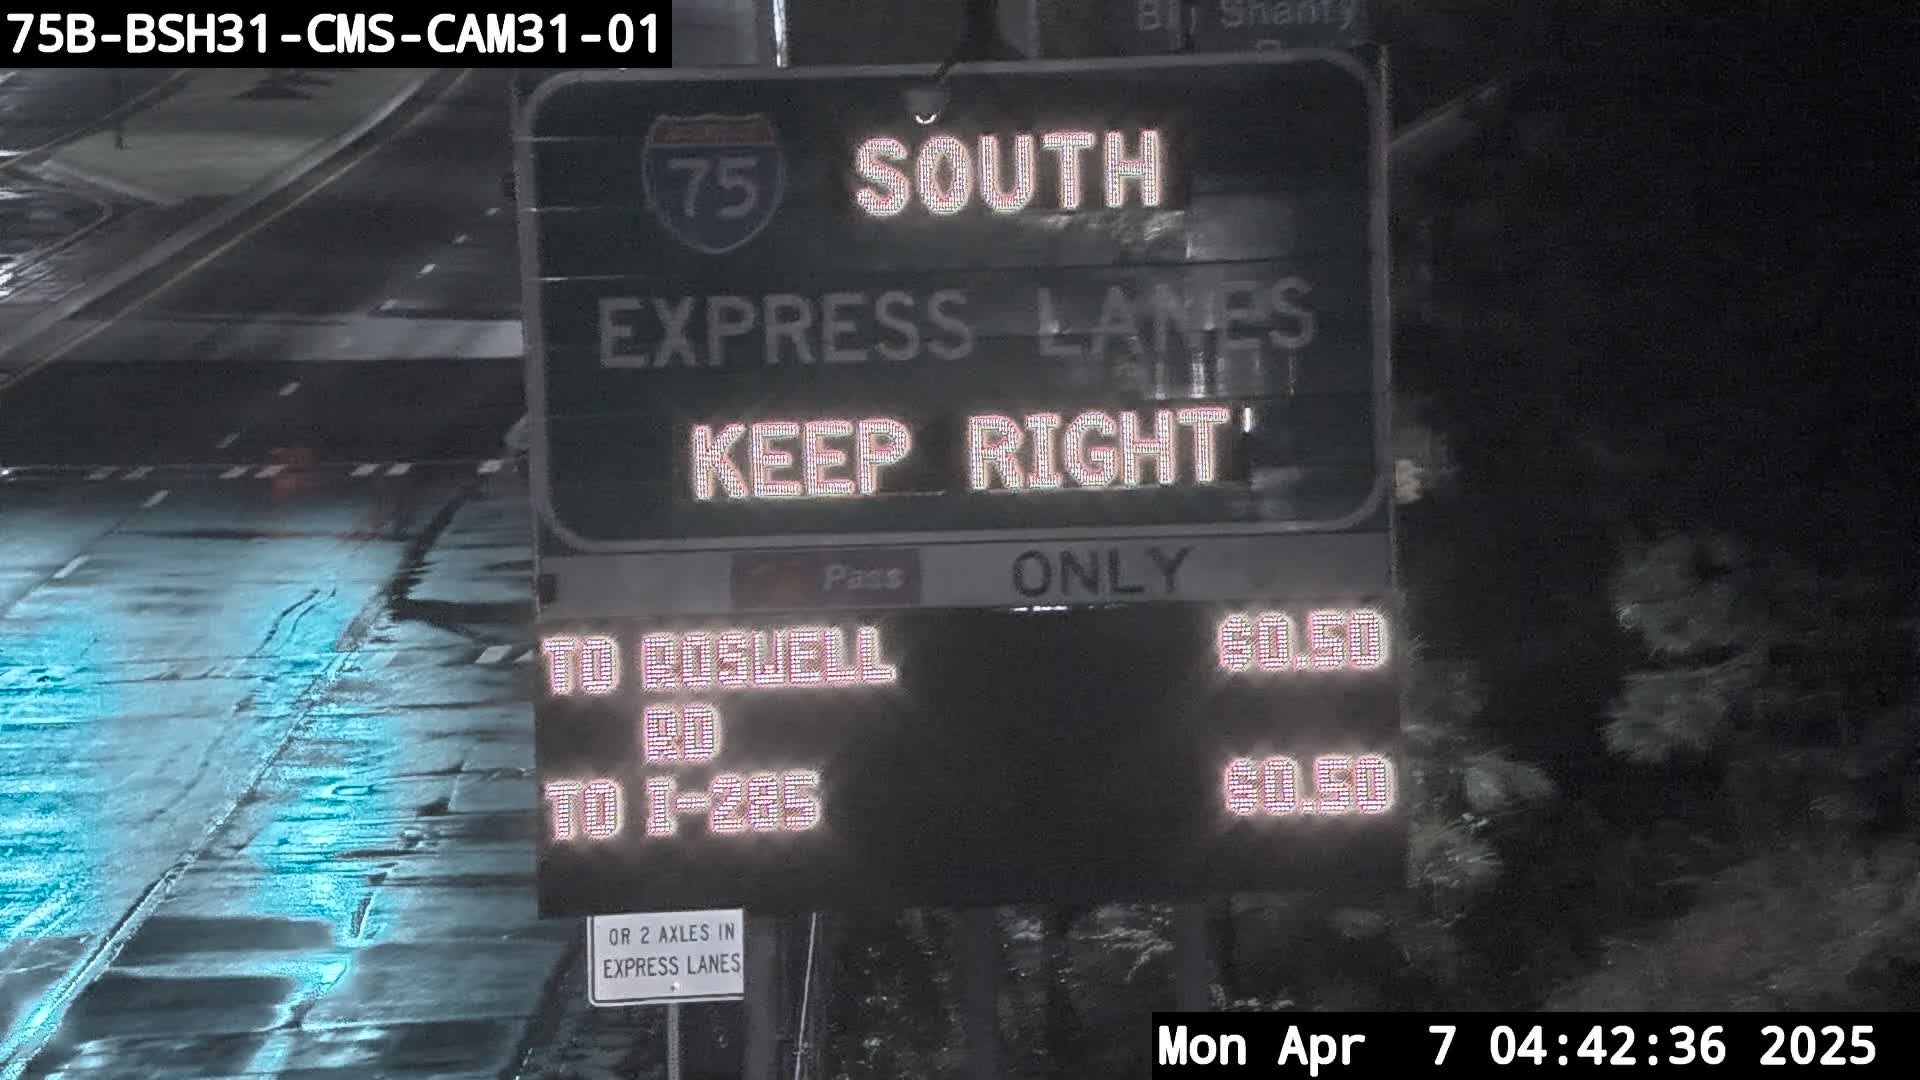 75B-BSH31-CMS-CAM31-01
Shanty
75
SOUTH
EXPRESS LANES
KEEP RIGHT
Pass ONLY
TO ROSWELL $0.50
RD
TO I-285 $0.50
OR 2 AXLES IN
EXPRESS LANES
Mon Apr 7 04:42:36 2025